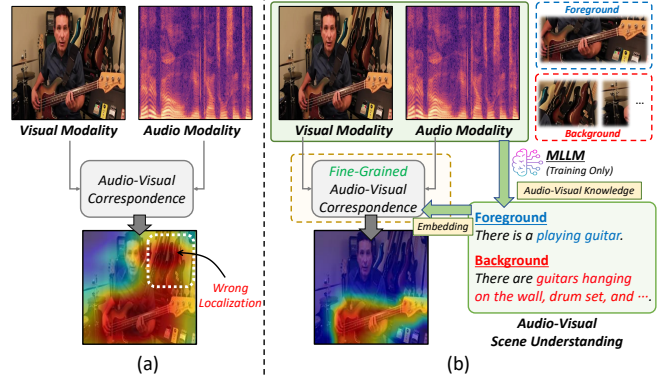 Visual Modality
Audio Modality
Audio-Visual
Correspondence
Wrong
Localization
(a)
Visual Modality
Audio Modality
Fine-Grained
Audio-Visual
Correspondence
Embedding
Foreground
Background
...
MLLM
(Training Only)
Audio-Visual Knowledge
Foreground
There is a playing guitar.
Background
There are guitars hanging
on the wall, drum set, and ⋯.
Audio-Visual
Scene Understanding
(b)